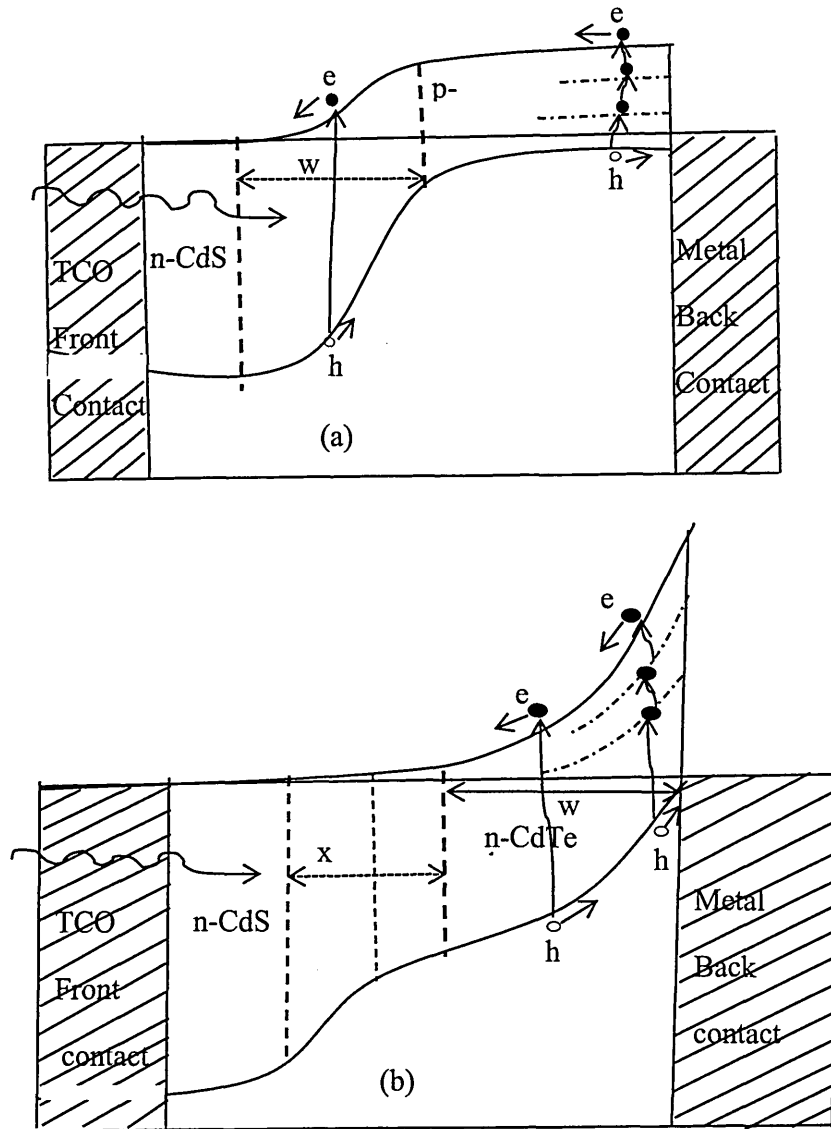 e
e
p-
h
w
n-CdS
h
TCO
Front
Contact
Metal
Back
Contact
(a)
e
e
w
n-CdTe
x
h
n-CdS
h
TCO
Front
contact
Metal
Back
contact
(b)